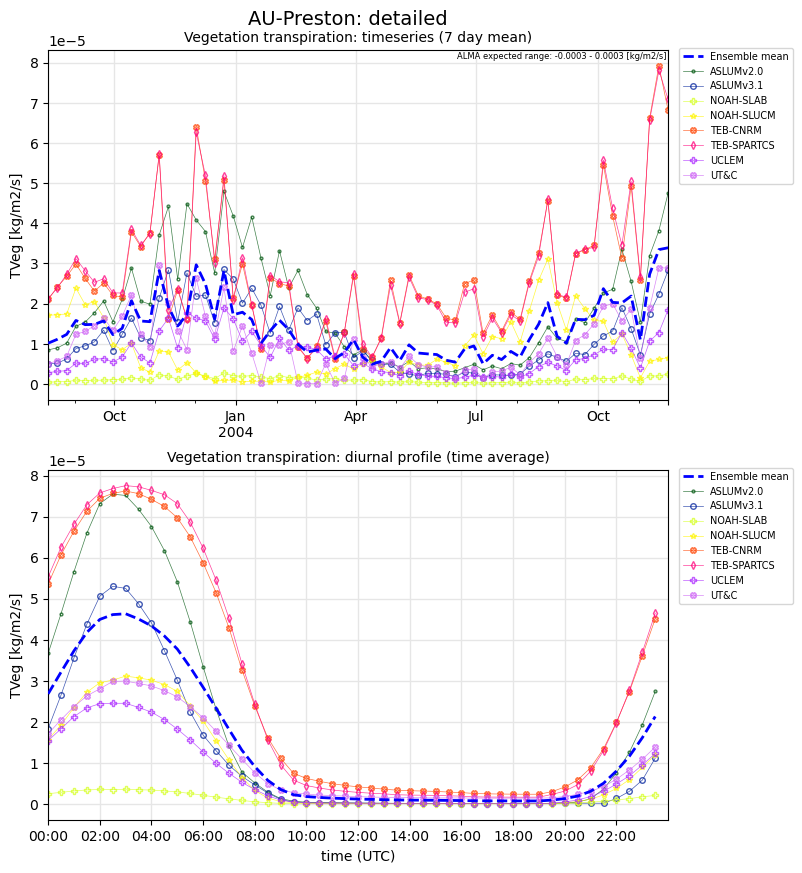 AU-Preston: detailed
Vegetation transpiration: timeseries (7 day mean)
1e−5
ALMA expected range: -0.0003 - 0.0003 [kg/m2/s]
TVeg [kg/m2/s]
8
7
6
5
4
3
2
1
0
Oct
Jan
2004
Apr
Jul
Oct
Ensemble mean
ASLUMv2.0
ASLUMv3.1
NOAH-SLAB
NOAH-SLUCM
TEB-CNRM
TEB-SPARTCS
UCLEM
UT&C
Vegetation transpiration: diurnal profile (time average)
1e−5
TVeg [kg/m2/s]
8
7
6
5
4
3
2
1
0
00:00
02:00
04:00
06:00
08:00
10:00
12:00
14:00
16:00
18:00
20:00
22:00
time (UTC)
Ensemble mean
ASLUMv2.0
ASLUMv3.1
NOAH-SLAB
NOAH-SLUCM
TEB-CNRM
TEB-SPARTCS
UCLEM
UT&C